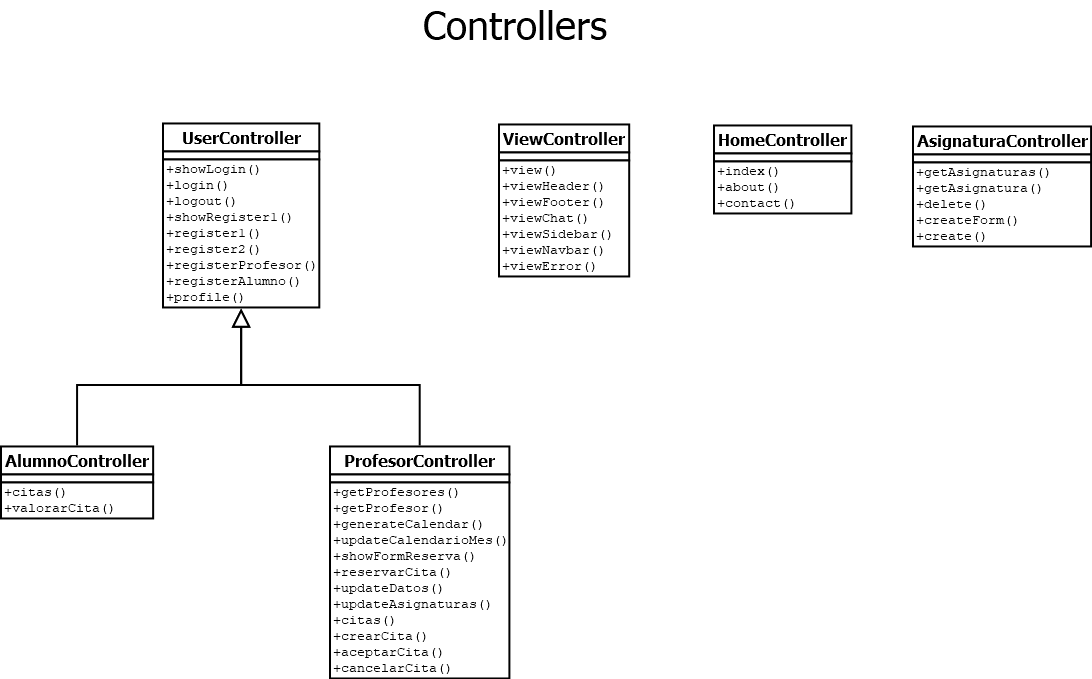 Controllers
UserController
+showLogin()
+login()
+logout()
+showRegister1()
+register1()
+register2()
+registerProfesor()
+registerAlumno()
+profile()
ViewController
+view()
+viewHeader()
+viewFooter()
+viewChat()
+viewSidebar()
+viewNavbar()
+viewError()
HomeController
+index()
+about()
+contact()
AsignaturaController
+getAsignaturas()
+getAsignatura()
+delete()
+createForm()
+create()
AlumnoController
+citas()
+valorarCita()
ProfesorController
+getProfesores()
+getProfesor()
+generateCalendar()
+updateCalendarioMes()
+showFormReserva()
+reservarCita()
+updateDatos()
+updateAsignaturas()
+citas()
+crearCita()
+aceptarCita()
+cancelarCita()